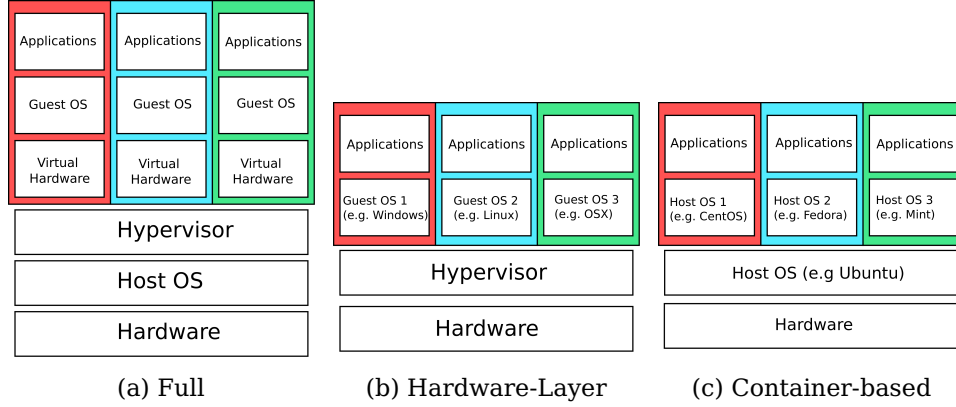 Applications
Applications
Applications
Guest OS
Guest OS
Guest OS
Virtual
Hardware
Virtual
Hardware
Virtual
Hardware
Hypervisor
Host OS
Hardware
(a) Full
Applications
Applications
Applications
Guest OS 1
(e.g. Windows)
Guest OS 2
(e.g. Linux)
Guest OS 3
(e.g. OSX)
Hypervisor
Hardware
(b) Hardware-Layer
Applications
Applications
Applications
Host OS 1
(e.g. CentOS)
Host OS 2
(e.g. Fedora)
Host OS 3
(e.g. Mint)
Host OS (e.g Ubuntu)
Hardware
(c) Container-based